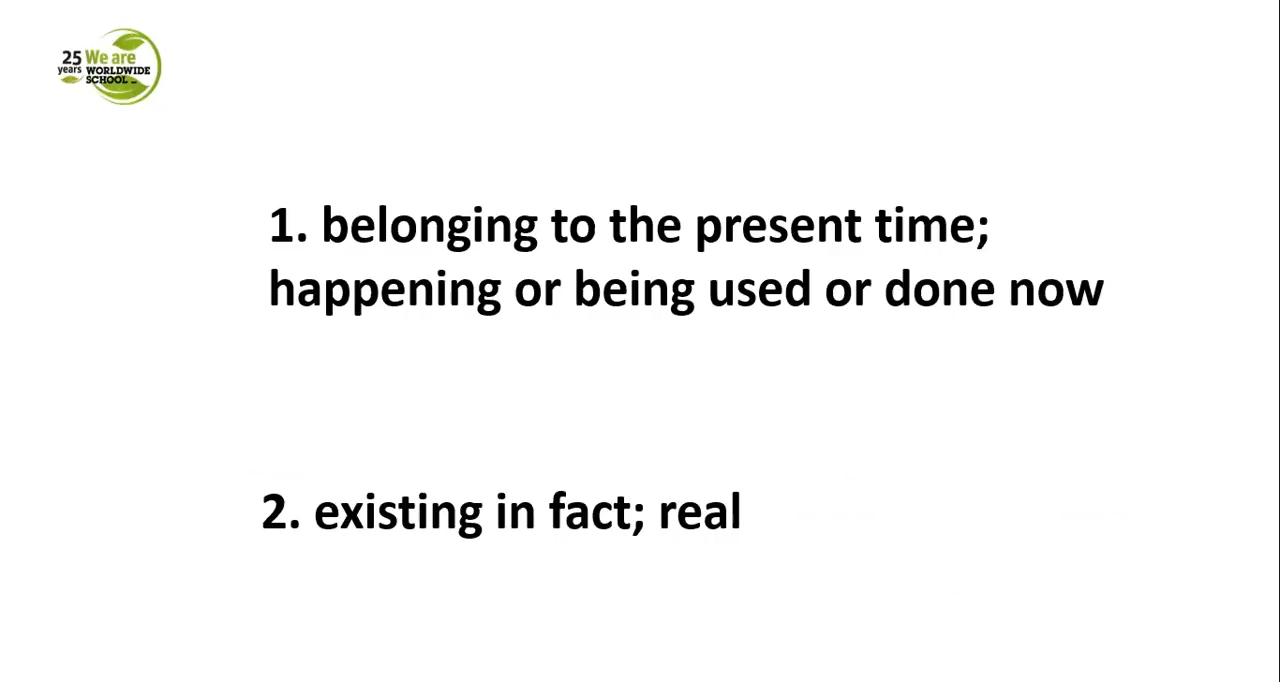 25 We are
years WORLDWIDE
SCHOOL
1. belonging to the present time;
happening or being used or done now
2. existing in fact; real